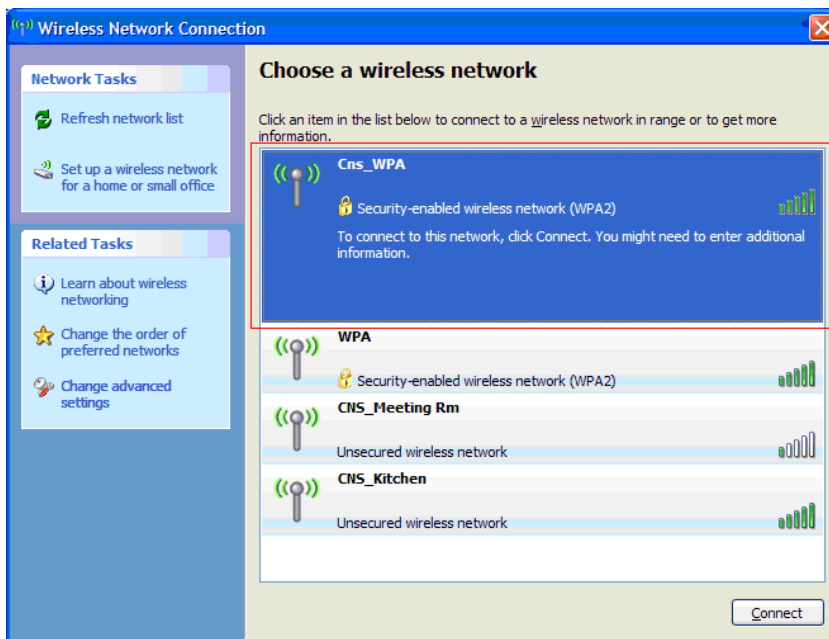 Wireless Network Connection
Network Tasks
Refresh network list
Set up a wireless network
for a home or small office
Related Tasks
Learn about wireless
networking
Change the order of
preferred networks
Change advanced
settings
Choose a wireless network
Click an item in the list below to connect to a wireless network in range or to get more
information.
Cns_WPA
Security-enabled wireless network (WPA2)
To connect to this network, click Connect. You might need to enter additional
information.
WPA
Security-enabled wireless network (WPA2)
CNS_Meeting Rm
Unsecured wireless network
CNS_Kitchen
Unsecured wireless network
Connect